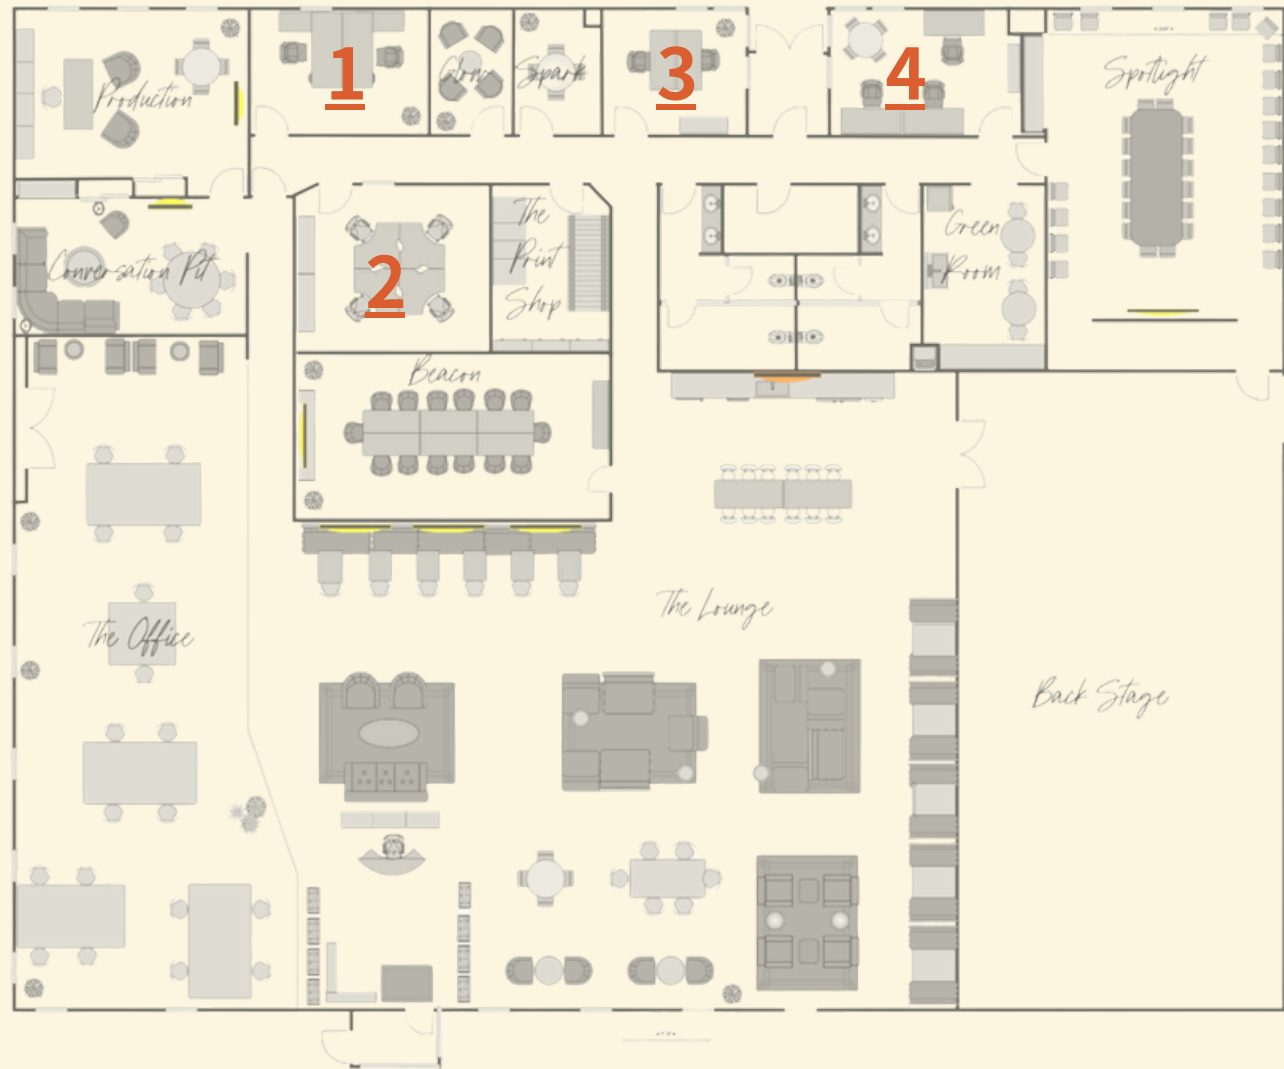 1
3
4
Glow
Spark
Spotlight
Production
The
Print
Shop
Green
Room
Conversation Pit
2
Beacon
The Lounge
The Office
Back Stage